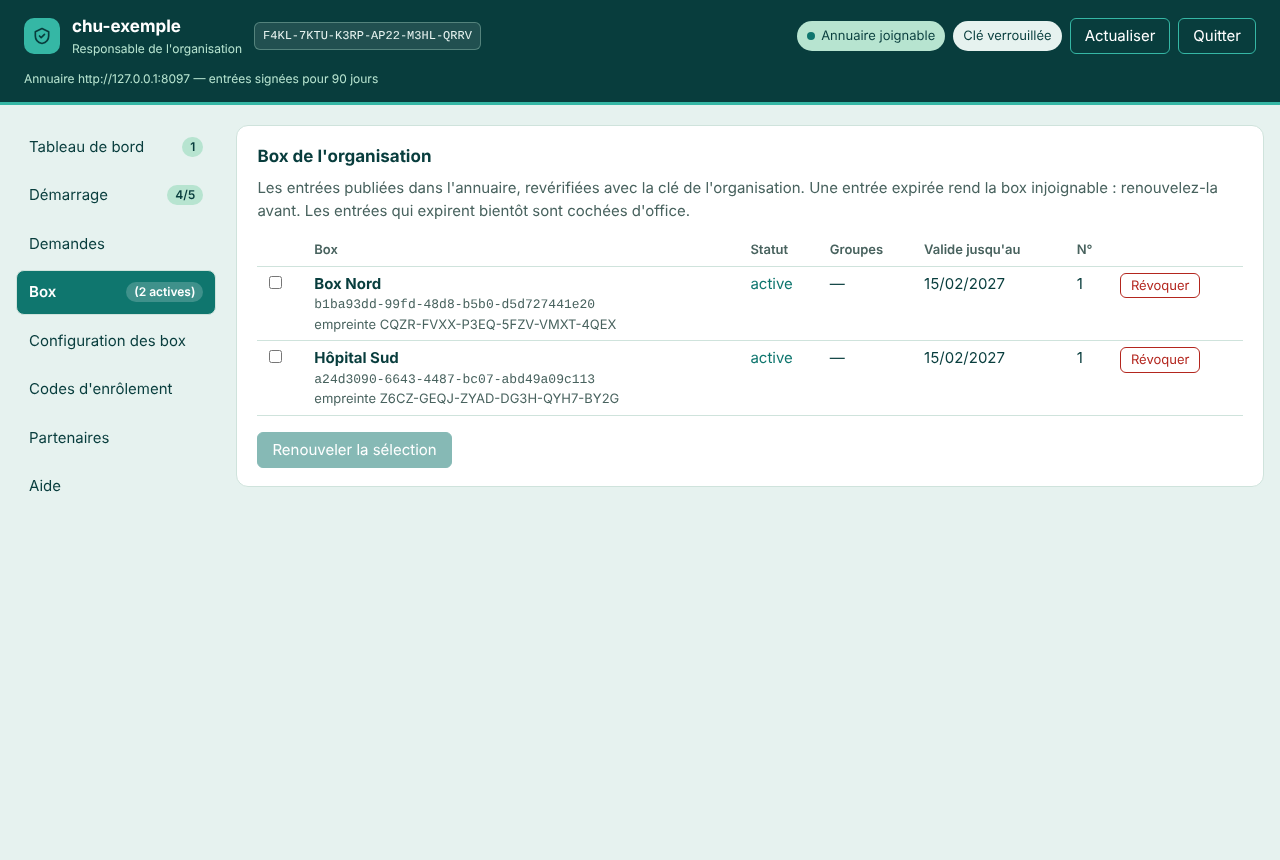 chu-exemple
Responsable de l'organisation
F4KL-7KTU-K3RP-AP22-M3HL-QRRV
Annuaire joignable
Clé verrouillée
Actualiser
Quitter
Annuaire http://127.0.0.1:8097 — entrées signées pour 90 jours
Tableau de bord 1
Démarrage 4/5
Demandes
Box (2 actives)
Configuration des box
Codes d'enrôlement
Partenaires
Aide
Box de l'organisation
Les entrées publiées dans l'annuaire, revérifiées avec la clé de l'organisation. Une entrée expirée rend la box injoignable : renouvelez-la
avant. Les entrées qui expirent bientôt sont cochées d'office.
Box Statut Groupes Valide jusqu'au N°
Box Nord active — 15/02/2027 1 Révoquer
b1ba93dd-99fd-48d8-b5b0-d5d727441e20
empreinte CQZR-FVXX-P3EQ-5FZV-VMXT-4QEX
Hôpital Sud active — 15/02/2027 1 Révoquer
a24d3090-6643-4487-bc07-abd49a09c113
empreinte Z6CZ-GEQJ-ZYAD-DG3H-QYH7-BY2G
Renouveler la sélection